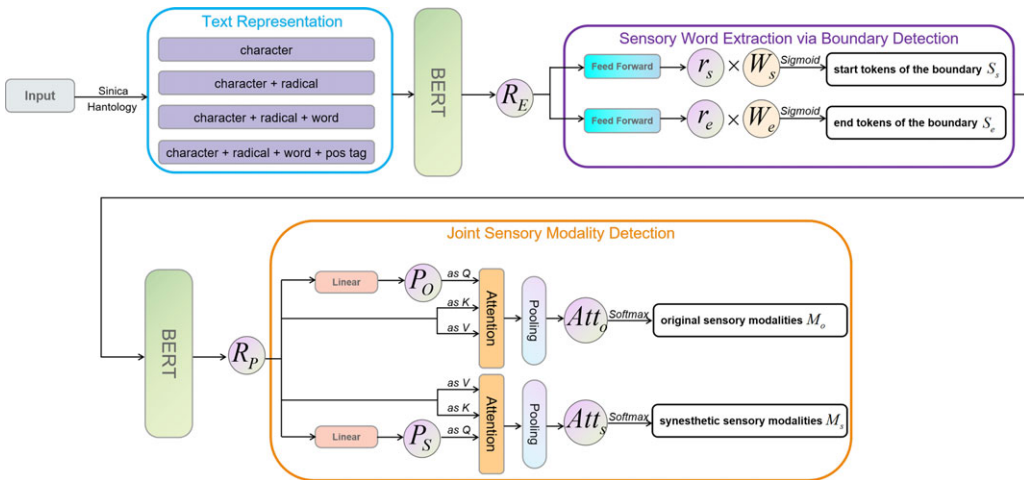 Text Representation
character
character + radical
character + radical + word
character + radical + word + pos tag
Input
Sinica
Hantology
BERT
R_E
Sensory Word Extraction via Boundary Detection
Feed Forward
r_s × W_s
Sigmoid
start tokens of the boundary S_s
Feed Forward
r_e × W_e
Sigmoid
end tokens of the boundary S_e
Joint Sensory Modality Detection
BERT
R_P
Linear
P_O
as Q
as K
as V
Attention
Pooling
Att_o
Softmax
original sensory modalities M_o
as V
as K
as Q
Linear
P_S
Attention
Pooling
Att_s
Softmax
synesthetic sensory modalities M_s